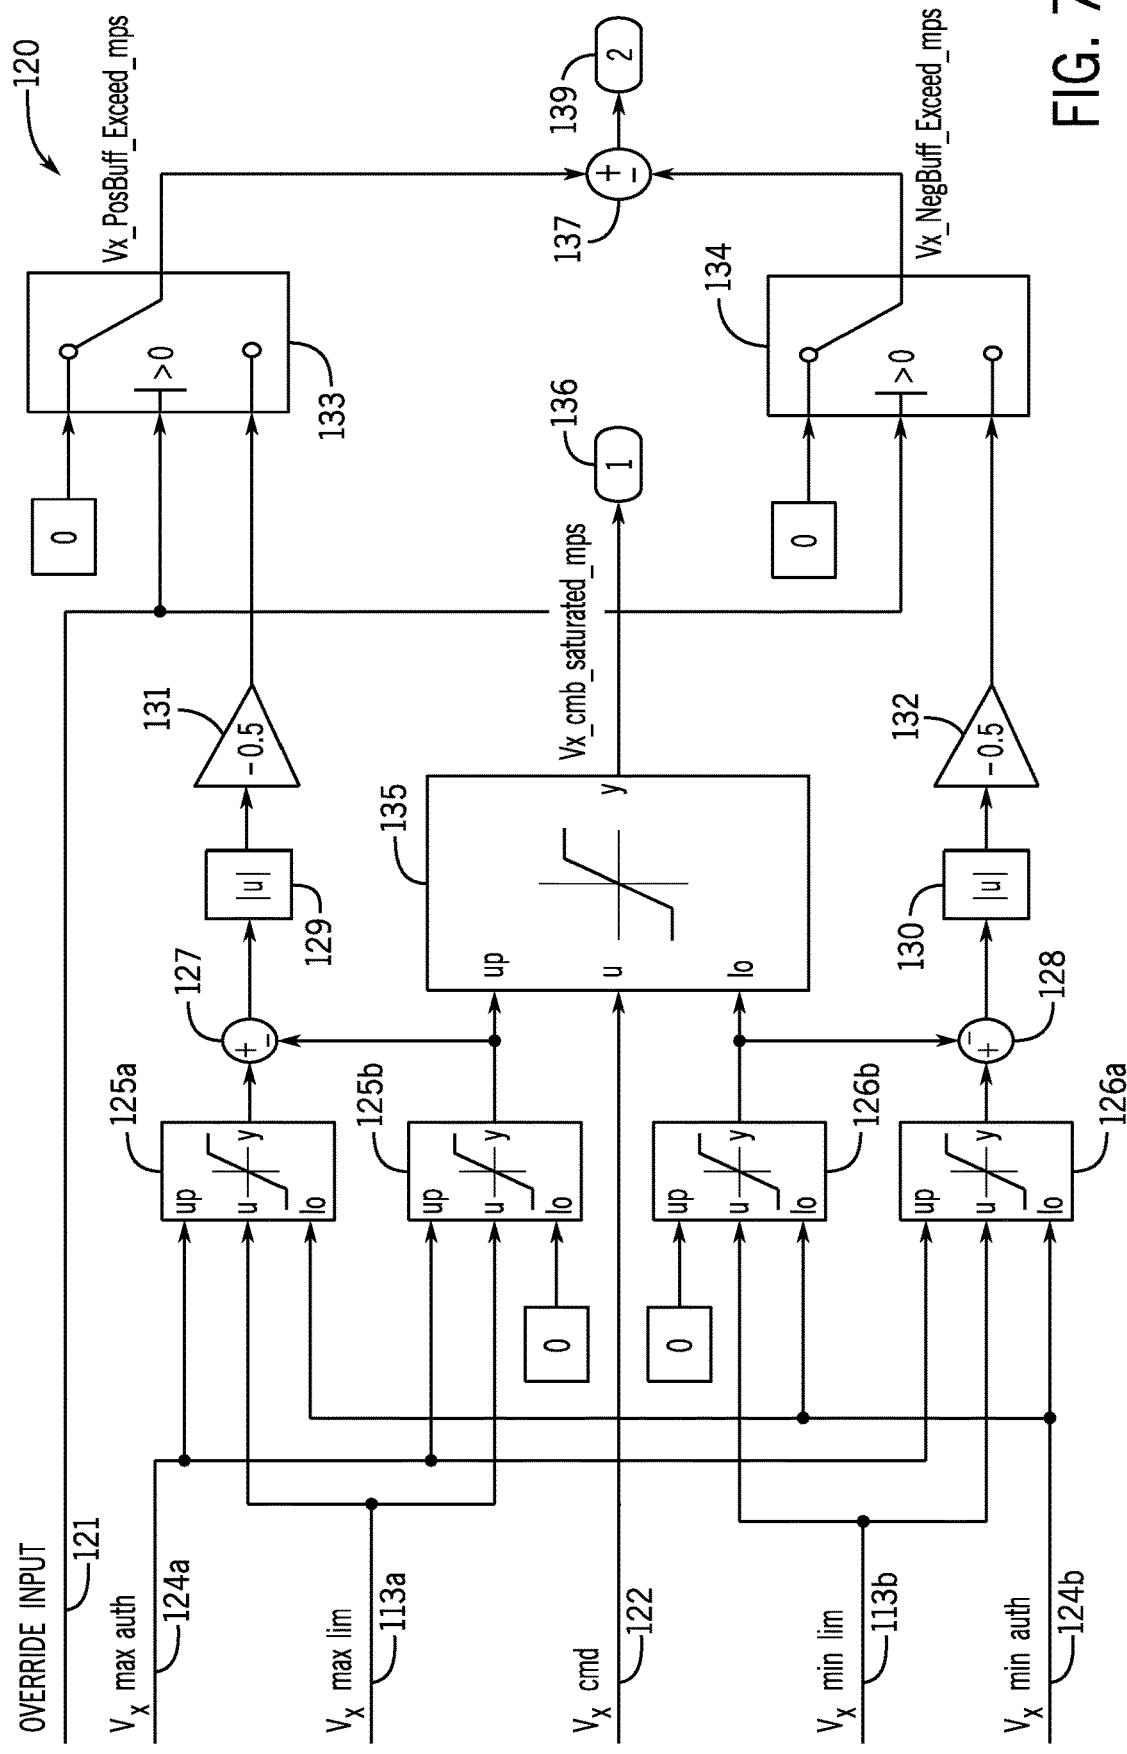 120
OVERRIDE INPUT
121
Vx max auth
124a
Vx max lim
113a
Vx cmd
122
Vx min lim
113b
Vx min auth
124b
125a
up
u
lo
y
125b
up
u
lo
y
0
126b
up
u
lo
y
0
126a
up
u
lo
y
127
+
-
128
+
-
129
|u|
130
|u|
131
-0.5
132
-0.5
135
up
u
lo
y
Vx_cmb_saturated_mps
136
1
0
>0
133
Vx_PosBuff_Exceed_mps
0
>0
134
Vx_NegBuff_Exceed_mps
137
+
-
139
2
FIG. 7